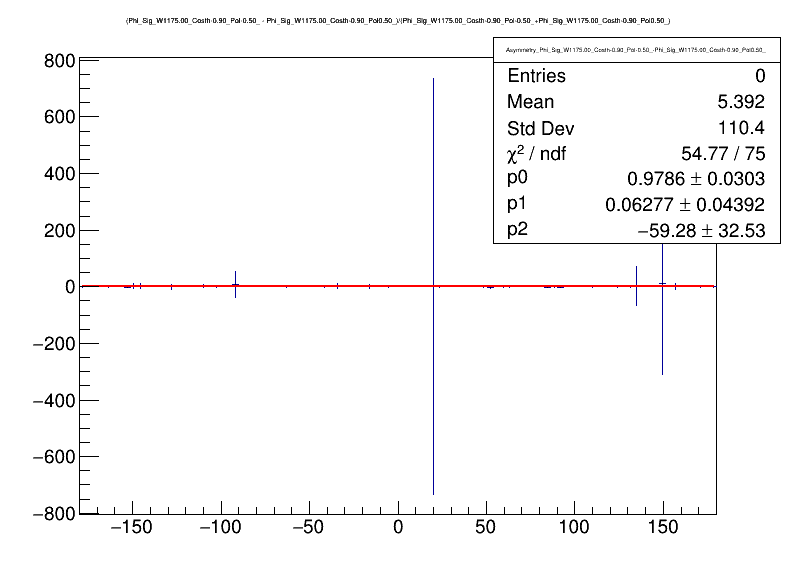 (Phi_Sig_W1175.00_Costh-0.90_Pol-0.50_ - Phi_Sig_W1175.00_Costh-0.90_Pol0.50_)/(Phi_Sig_W1175.00_Costh-0.90_Pol-0.50_+Phi_Sig_W1175.00_Costh-0.90_Pol0.50_)
Asymmetry_Phi_Sig_W1175.00_Costh-0.90_Pol-0.50_-Phi_Sig_W1175.00_Costh-0.90_Pol0.50_
Entries 0
Mean 5.392
Std Dev 110.4
χ² / ndf 54.77 / 75
p0 0.9786 ± 0.0303
p1 0.06277 ± 0.04392
p2 −59.28 ± 32.53
800
600
400
200
0
−200
−400
−600
−800
−150 −100 −50 0 50 100 150